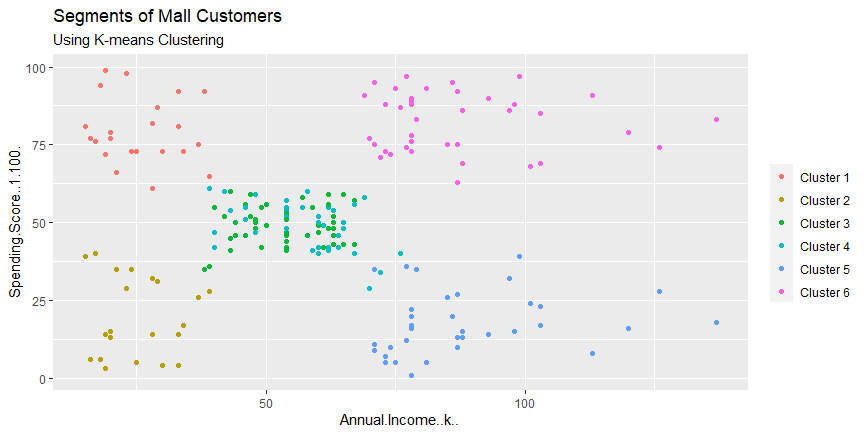 Segments of Mall Customers
Using K-means Clustering
100
75
50
25
0
Spending.Score..1.100.
50
100
Annual.Income..k..
Cluster 1
Cluster 2
Cluster 3
Cluster 4
Cluster 5
Cluster 6